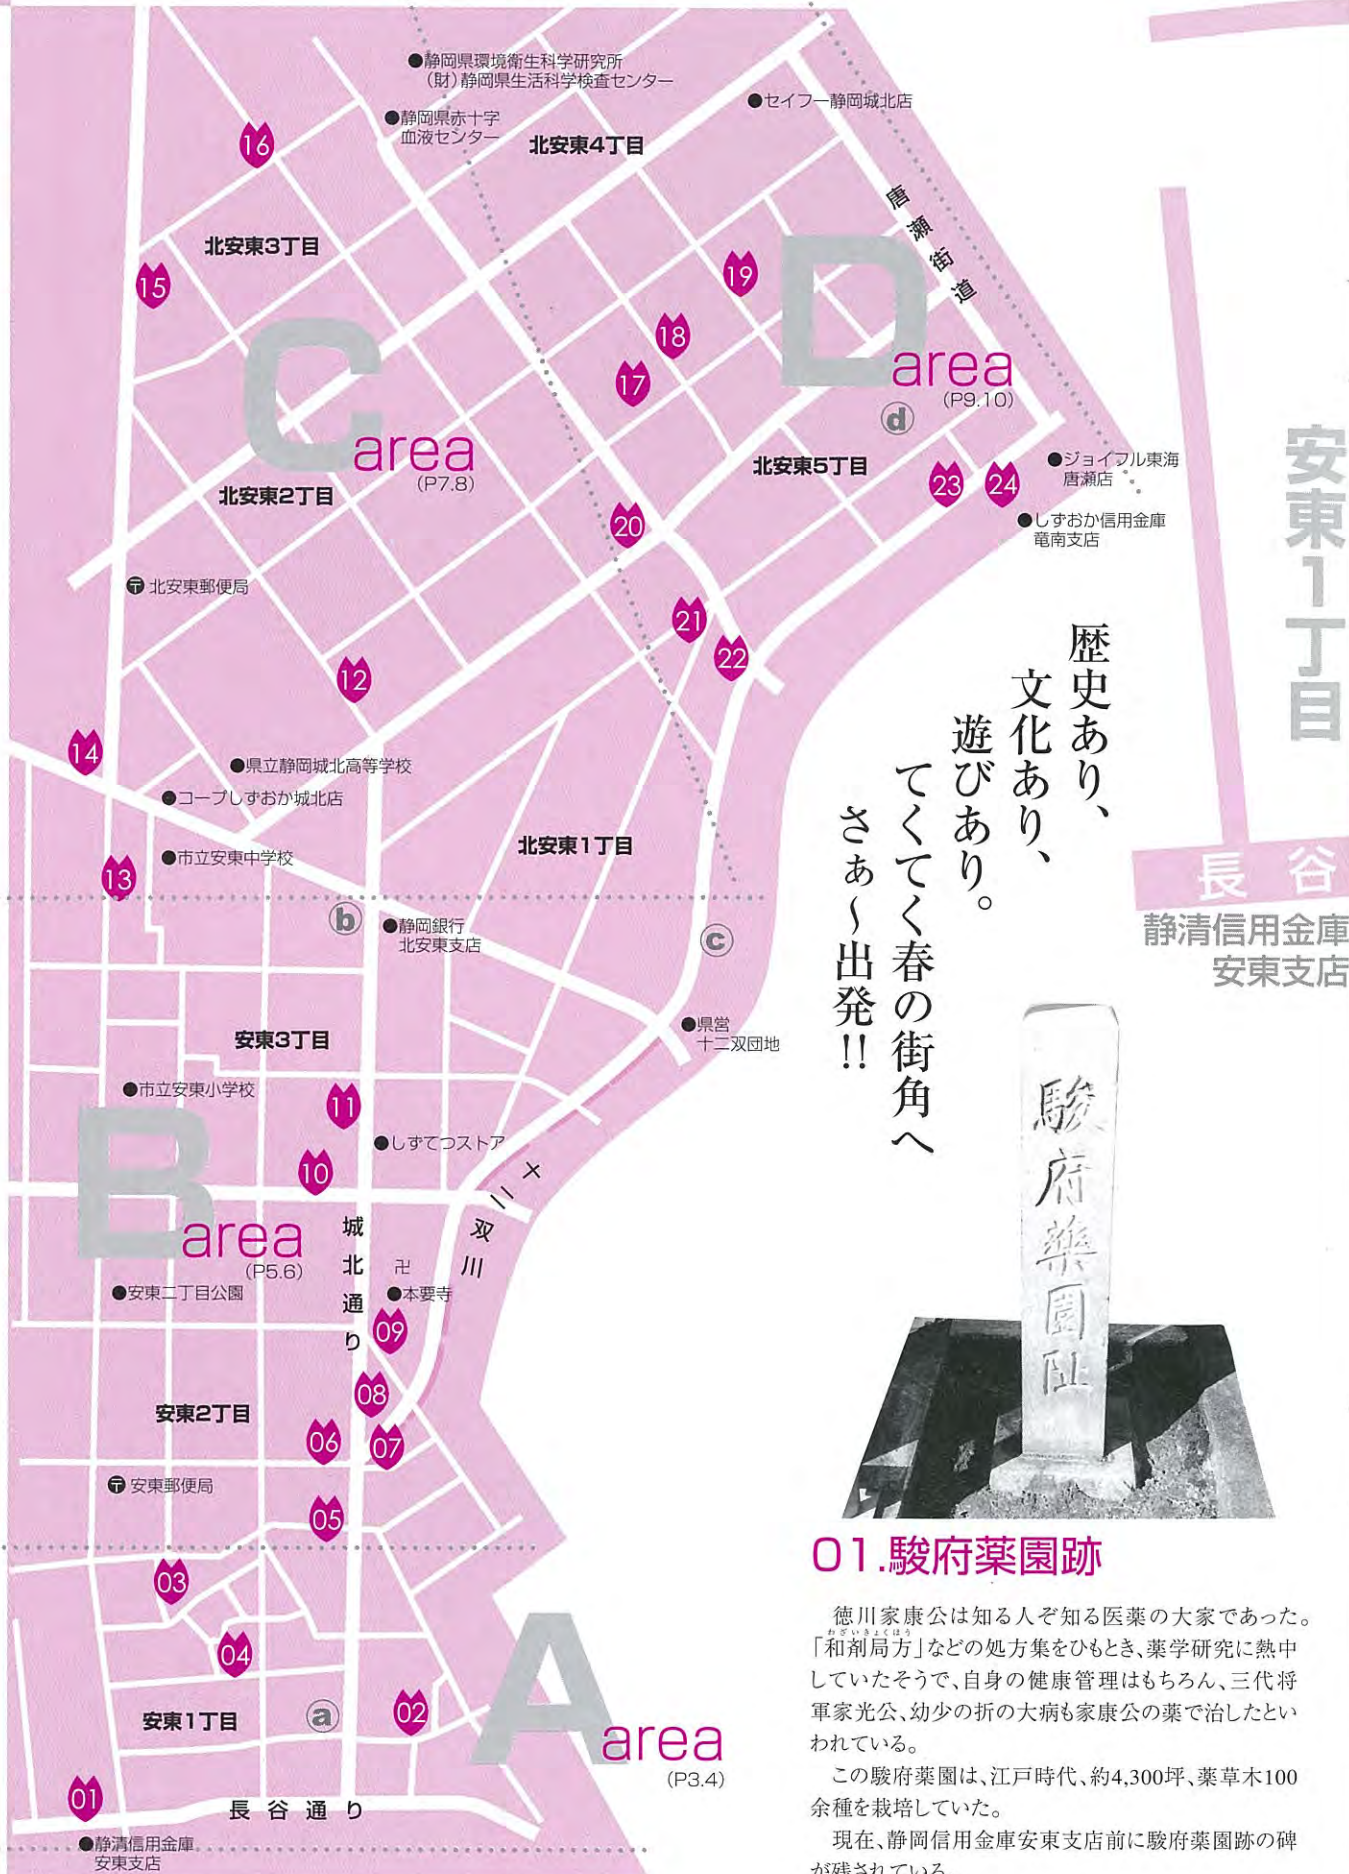 ●静岡県環境衛生科学研究所
(財)静岡県生活科学検査センター
●静岡県赤十字
血液センター
●セイフー静岡城北店
北安東4丁目
16
唐瀬街道
北安東3丁目
15
19
18
17
D
area
(P9.10)
d
C
area
(P7.8)
北安東5丁目
●ジョイフル東海
唐瀬店
23
24
●しずおか信用金庫
竜南支店
北安東2丁目
20
〒北安東郵便局
21
22
12
14
●県立静岡城北高等学校
●コープしずおか城北店
●市立安東中学校
13
北安東1丁目
b
●静岡銀行
北安東支店
c
●県営
十二双団地
安東3丁目
●市立安東小学校
11
●しずてつストア
10
B
area
(P5.6)
十二双川
城北通り
卍
●本要寺
●安東二丁目公園
09
08
安東2丁目
06
07
〒安東郵便局
05
03
04
A
area
(P3.4)
02
a
安東1丁目
01
長谷通り
●静清信用金庫
安東支店
安東1丁目
長谷
静清信用金庫
安東支店
歴史あり、
文化あり、
遊びあり。
てくてく春の街角へ
さぁ～出発!!
駿府薬園阯
01.駿府薬園跡
徳川家康公は知る人ぞ知る医薬の大家であった。
わざいきょくほう
「和剤局方」などの処方集をひもとき、薬学研究に熱中
していたそうで、自身の健康管理はもちろん、三代将
軍家光公、幼少の折の大病も家康公の薬で治したとい
われている。
この駿府薬園は、江戸時代、約4,300坪、薬草木100
余種を栽培していた。
現在、静岡信用金庫安東支店前に駿府薬園跡の碑
が残されている。